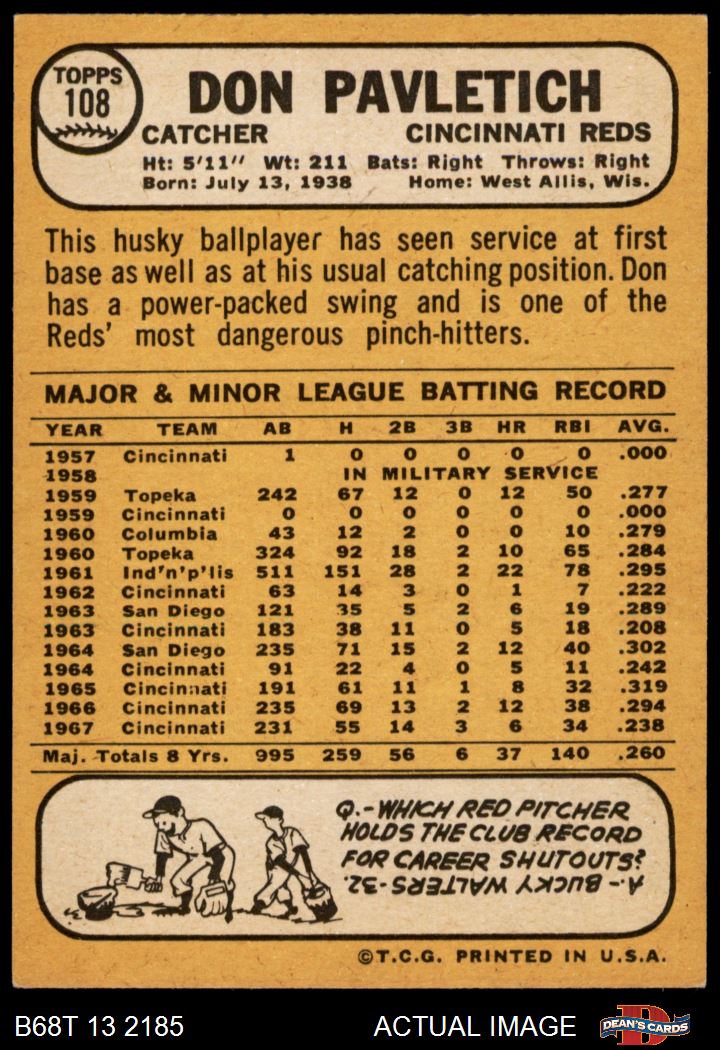 TOPPS
108
DON PAVLETICH
CATCHER CINCINNATI REDS
Ht: 5'11" Wt: 211 Bats: Right Throws: Right
Born: July 13, 1938 Home: West Allis, Wis.
This husky ballplayer has seen service at first
base as well as at his usual catching position. Don
has a power-packed swing and is one of the
Reds' most dangerous pinch-hitters.
MAJOR & MINOR LEAGUE BATTING RECORD
YEAR TEAM AB H 2B 3B HR RBI AVG.
1957 Cincinnati 1 0 0 0 0 0 .000
1958 IN MILITARY SERVICE
1959 Topeka 242 67 12 0 12 50 .277
1959 Cincinnati 0 0 0 0 0 0 .000
1960 Columbia 43 12 2 0 0 10 .279
1960 Topeka 324 92 18 2 10 65 .284
1961 Ind'n'p'lis 511 151 28 2 22 78 .295
1962 Cincinnati 63 14 3 0 1 7 .222
1963 San Diego 121 35 5 2 6 19 .289
1963 Cincinnati 183 38 11 0 5 18 .208
1964 San Diego 235 71 15 2 12 40 .302
1964 Cincinnati 91 22 4 0 5 11 .242
1965 Cincinnati 191 61 11 1 8 32 .319
1966 Cincinnati 235 69 13 2 12 38 .294
1967 Cincinnati 231 55 14 3 6 34 .238
Maj. Totals 8 Yrs. 995 259 56 6 37 140 .260
Q.-WHICH RED PITCHER
HOLDS THE CLUB RECORD
FOR CAREER SHUTOUTS?
A.-BUCKY WALTERS-32.
©T.C.G. PRINTED IN U.S.A.
B68T 13 2185 ACTUAL IMAGE
D
DEAN'S CARDS